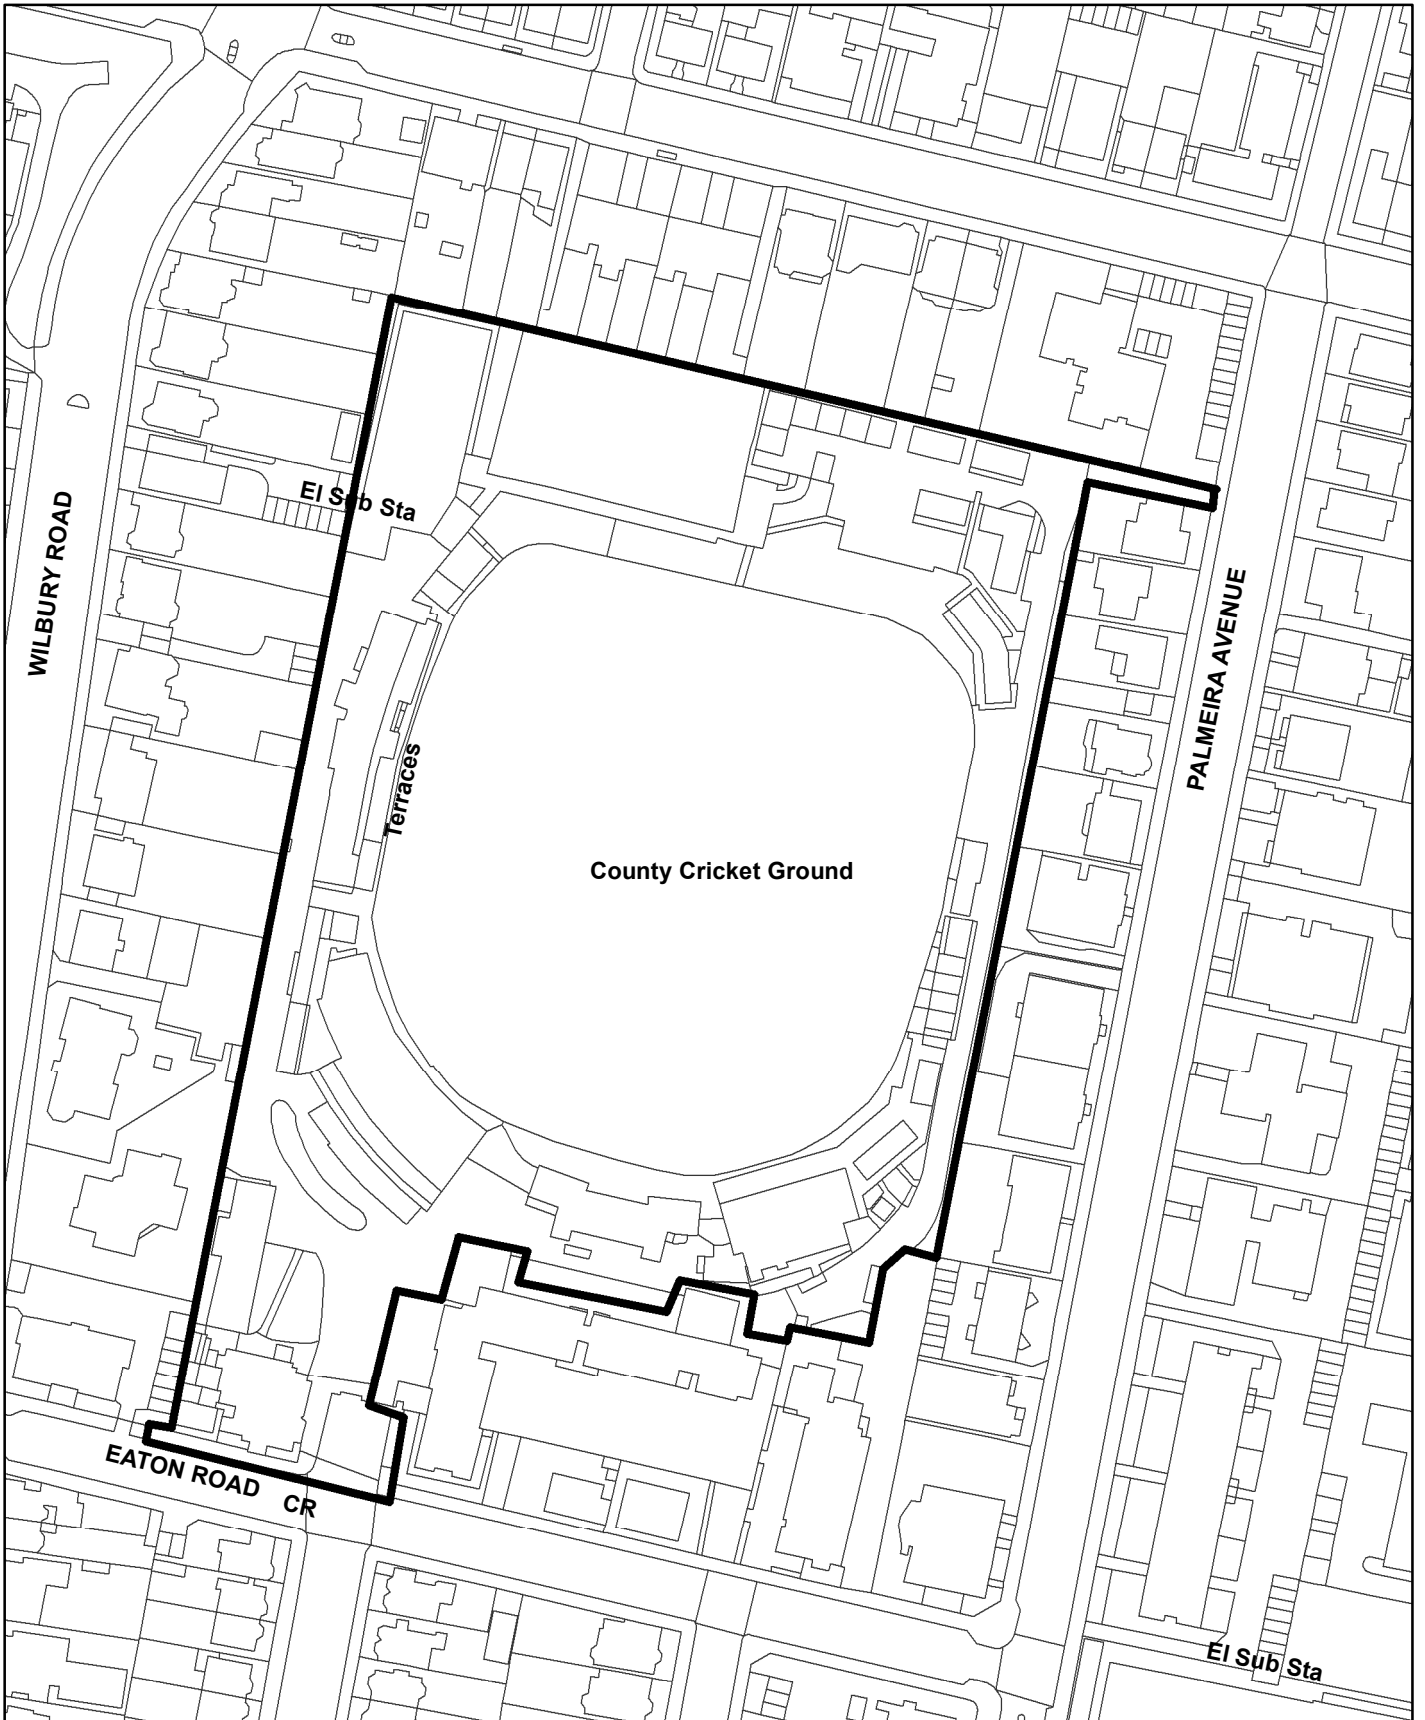 El Sub Sta
WILBURY ROAD
PALMEIRA AVENUE
Terraces
County Cricket Ground
EATON ROAD CR
El Sub Sta